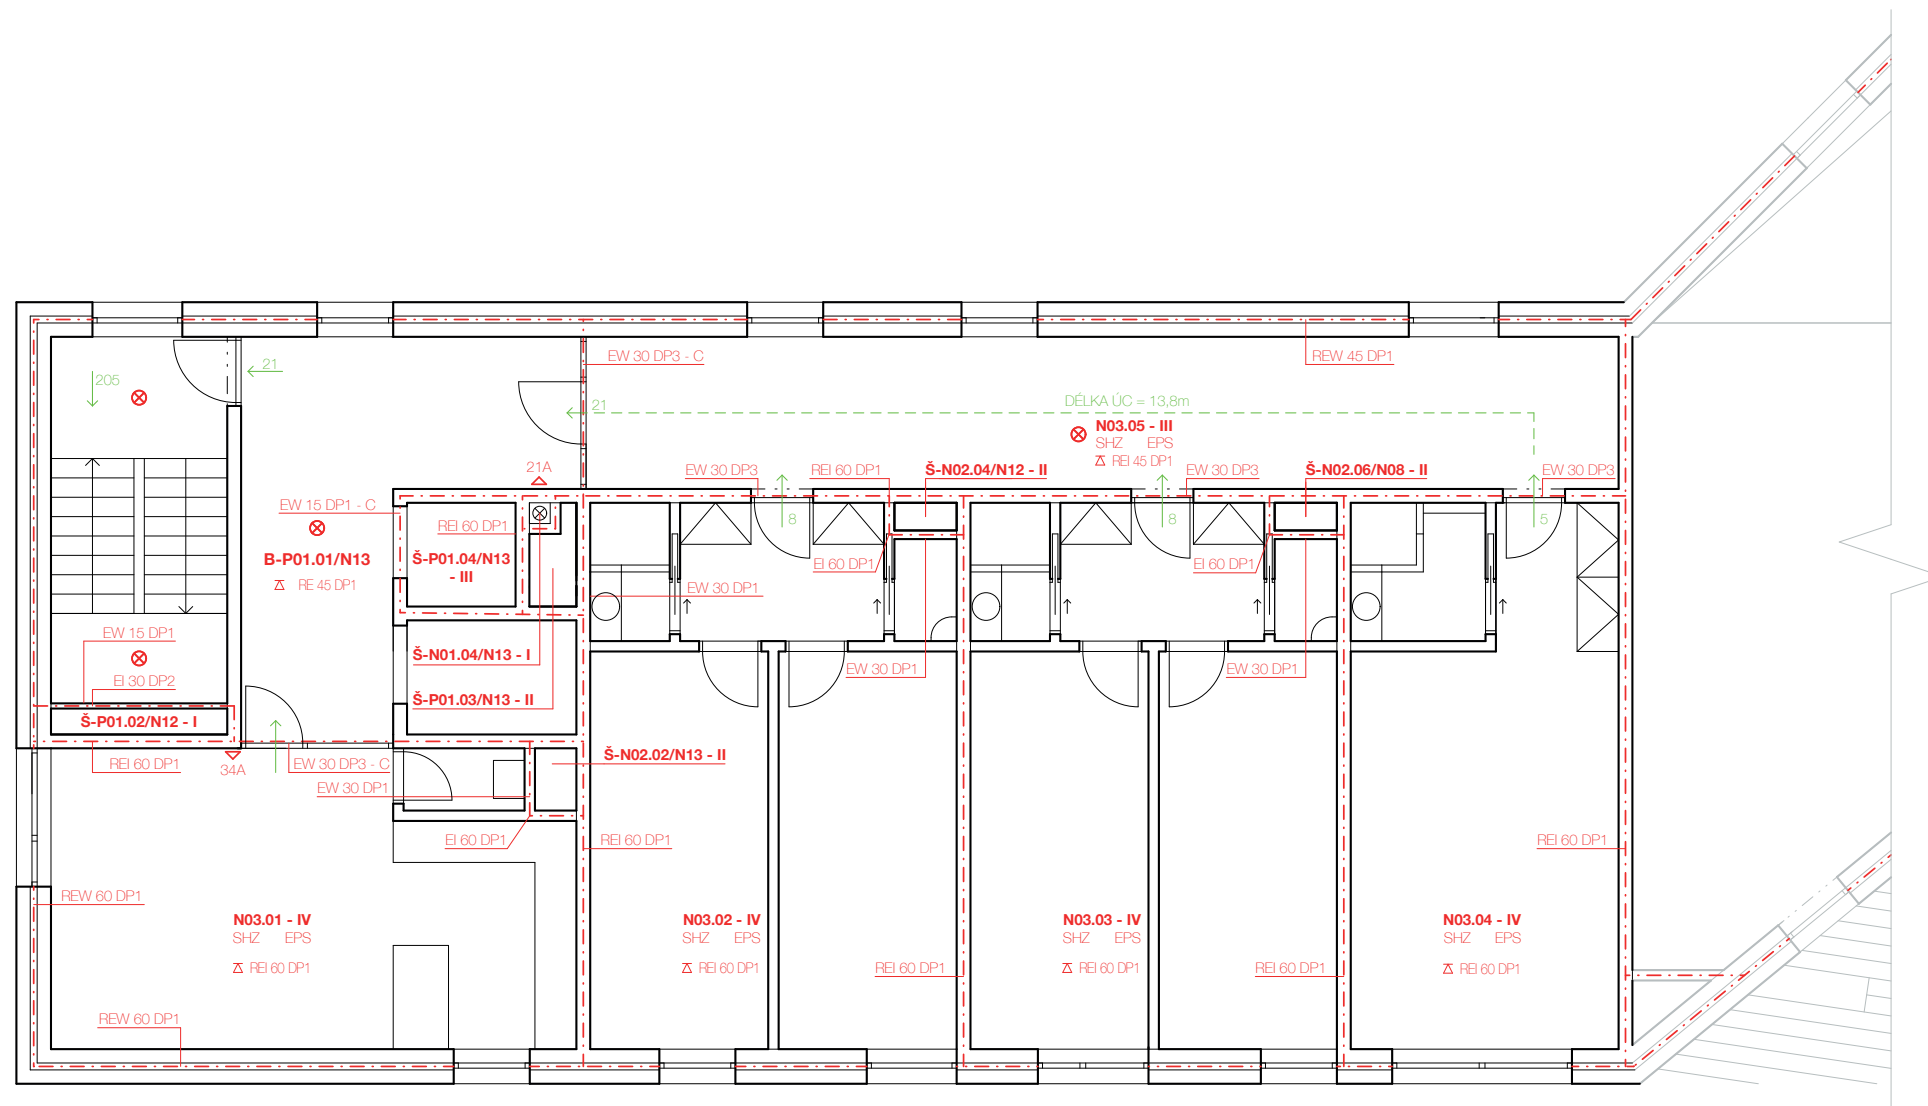 EW 30 DP3 - C
REW 45 DP1
21
205
DÉLKA ÚC = 13,8m
21
N03.05 - III
SHZ EPS
REI 45 DP1
21A
EW 30 DP3
REI 60 DP1
Š-N02.04/N12 - II
EW 30 DP3
Š-N02.06/N08 - II
EW 30 DP3
EW 15 DP1 - C
REI 60 DP1
8
8
5
B-P01.01/N13
RE 45 DP1
Š-P01.04/N13
- III
EI 60 DP1
EI 60 DP1
EW 30 DP1
EW 15 DP1
Š-N01.04/N13 - I
EW 30 DP1
EW 30 DP1
EI 30 DP2
Š-P01.03/N13 - II
Š-P01.02/N12 - I
Š-N02.02/N13 - II
REI 60 DP1
34A
EW 30 DP3 - C
EW 30 DP1
EI 60 DP1
REI 60 DP1
REI 60 DP1
REW 60 DP1
N03.01 - IV
SHZ EPS
REI 60 DP1
N03.02 - IV
SHZ EPS
REI 60 DP1
REI 60 DP1
N03.03 - IV
SHZ EPS
REI 60 DP1
REI 60 DP1
N03.04 - IV
SHZ EPS
REI 60 DP1
REW 60 DP1